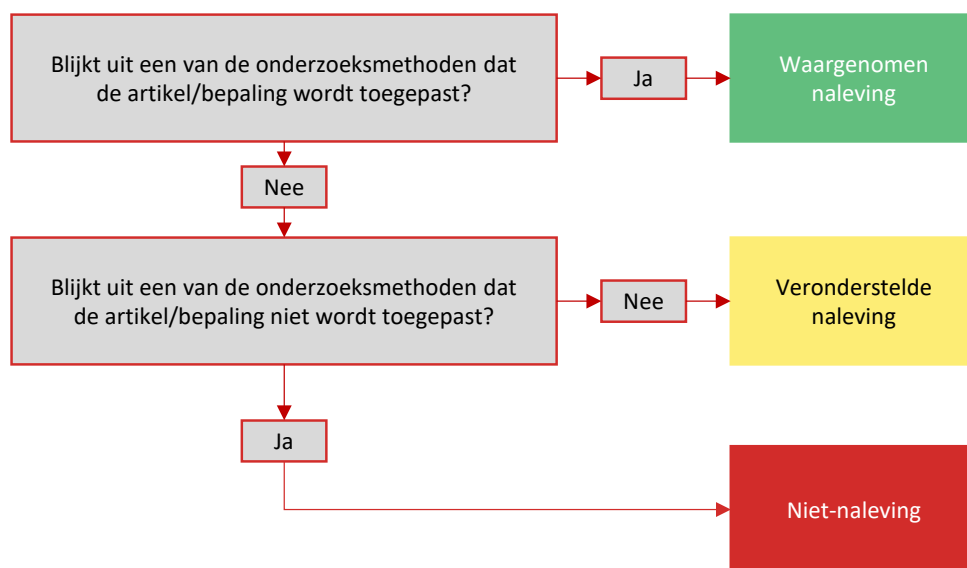 Blijkt uit een van de onderzoeksmethoden dat
de artikel/bepaling wordt toegepast?
Ja
Waargenomen
naleving
Nee
Blijkt uit een van de onderzoeksmethoden dat
de artikel/bepaling niet wordt toegepast?
Nee
Veronderstelde
naleving
Ja
Niet-naleving